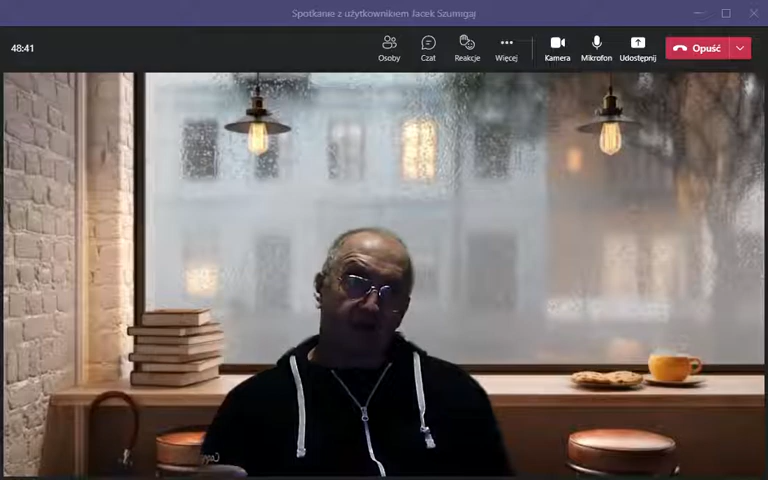 Spotkanie z użytkownikiem Jacek Szumigaj
48:41
Osoby
Czat
Reakcje
Więcej
Kamera
Mikrofon
Udostępnij
Opuść